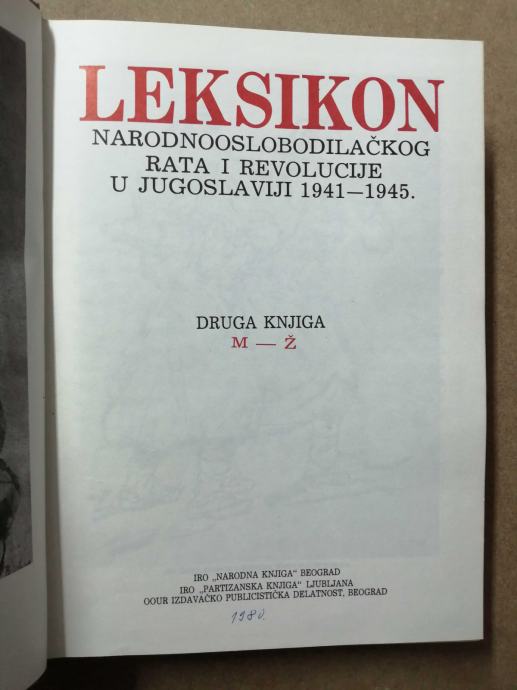 LEKSIKON
NARODNOOSLOBODILAČKOG
RATA I REVOLUCIJE
U JUGOSLAVIJI 1941—1945.
DRUGA KNJIGA
M — Ž
IRO „NARODNA KNJIGA“ BEOGRAD
IRO „PARTIZANSKA KNJIGA“ LJUBLJANA
OOUR IZDAVAČKO PUBLICISTIČKA DELATNOST, BEOGRAD
1980.